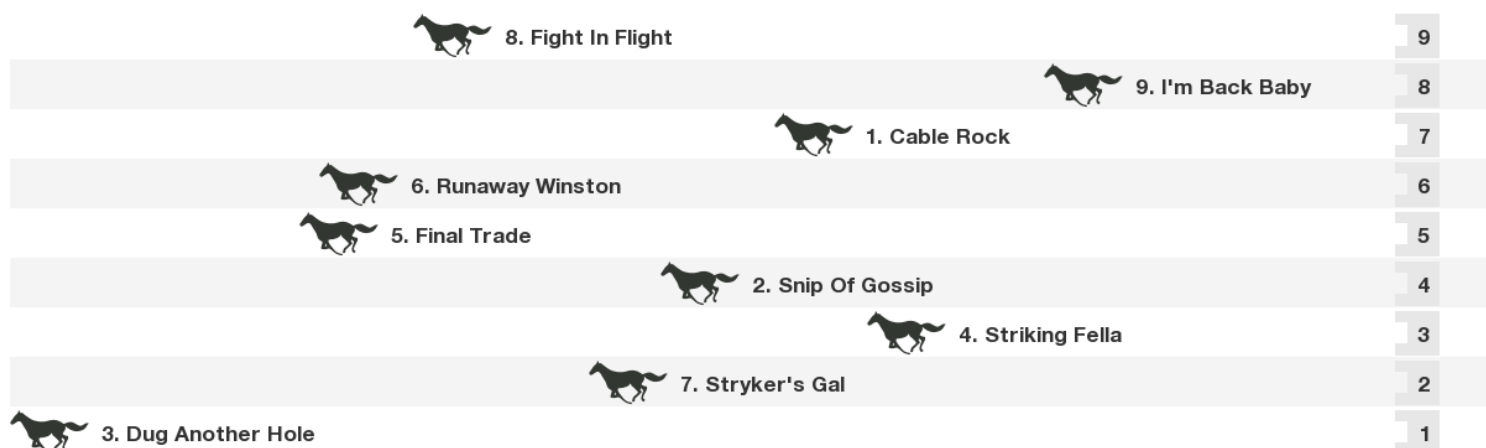 8. Fight In Flight 9
9. I'm Back Baby 8
1. Cable Rock 7
6. Runaway Winston 6
5. Final Trade 5
2. Snip Of Gossip 4
4. Striking Fella 3
7. Stryker's Gal 2
3. Dug Another Hole 1